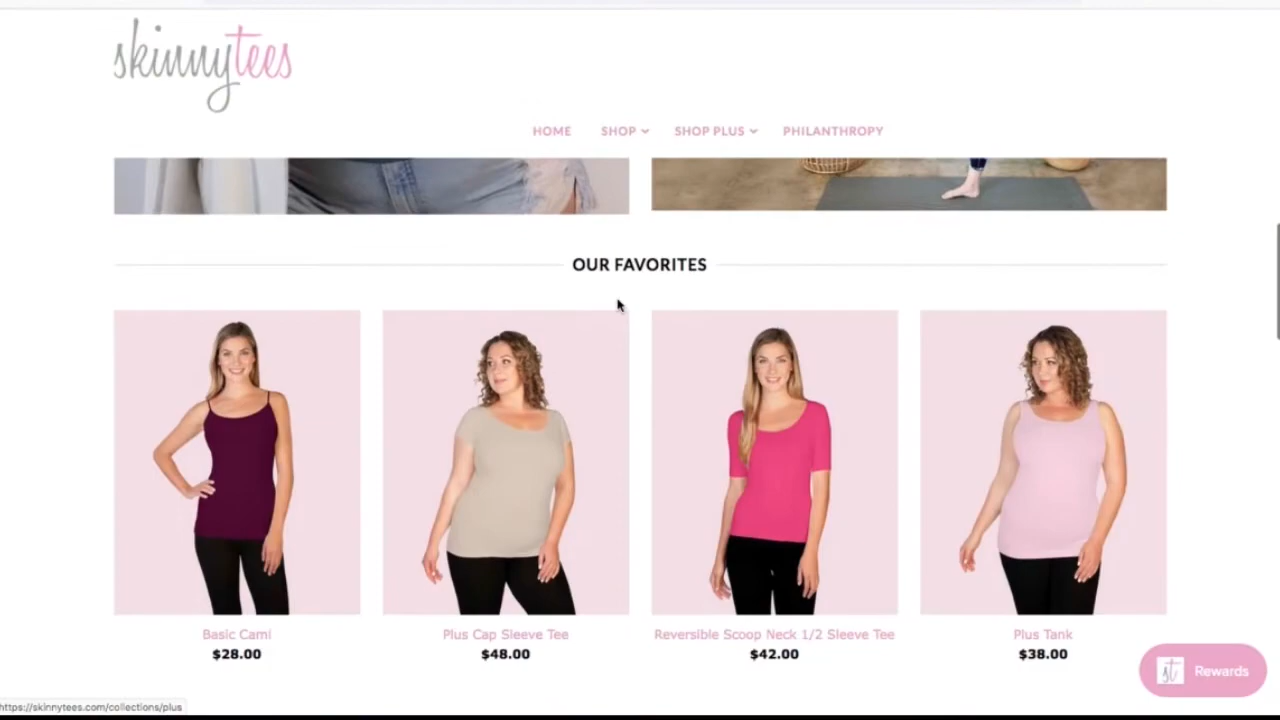 skinnytees
HOME SHOP SHOP PLUS PHILANTHROPY
OUR FAVORITES
Basic Cami Plus Cap Sleeve Tee Reversible Scoop Neck 1/2 Sleeve Tee Plus Tank
$28.00 $48.00 $42.00 $38.00
st Rewards
https://skinnytees.com/collections/plus